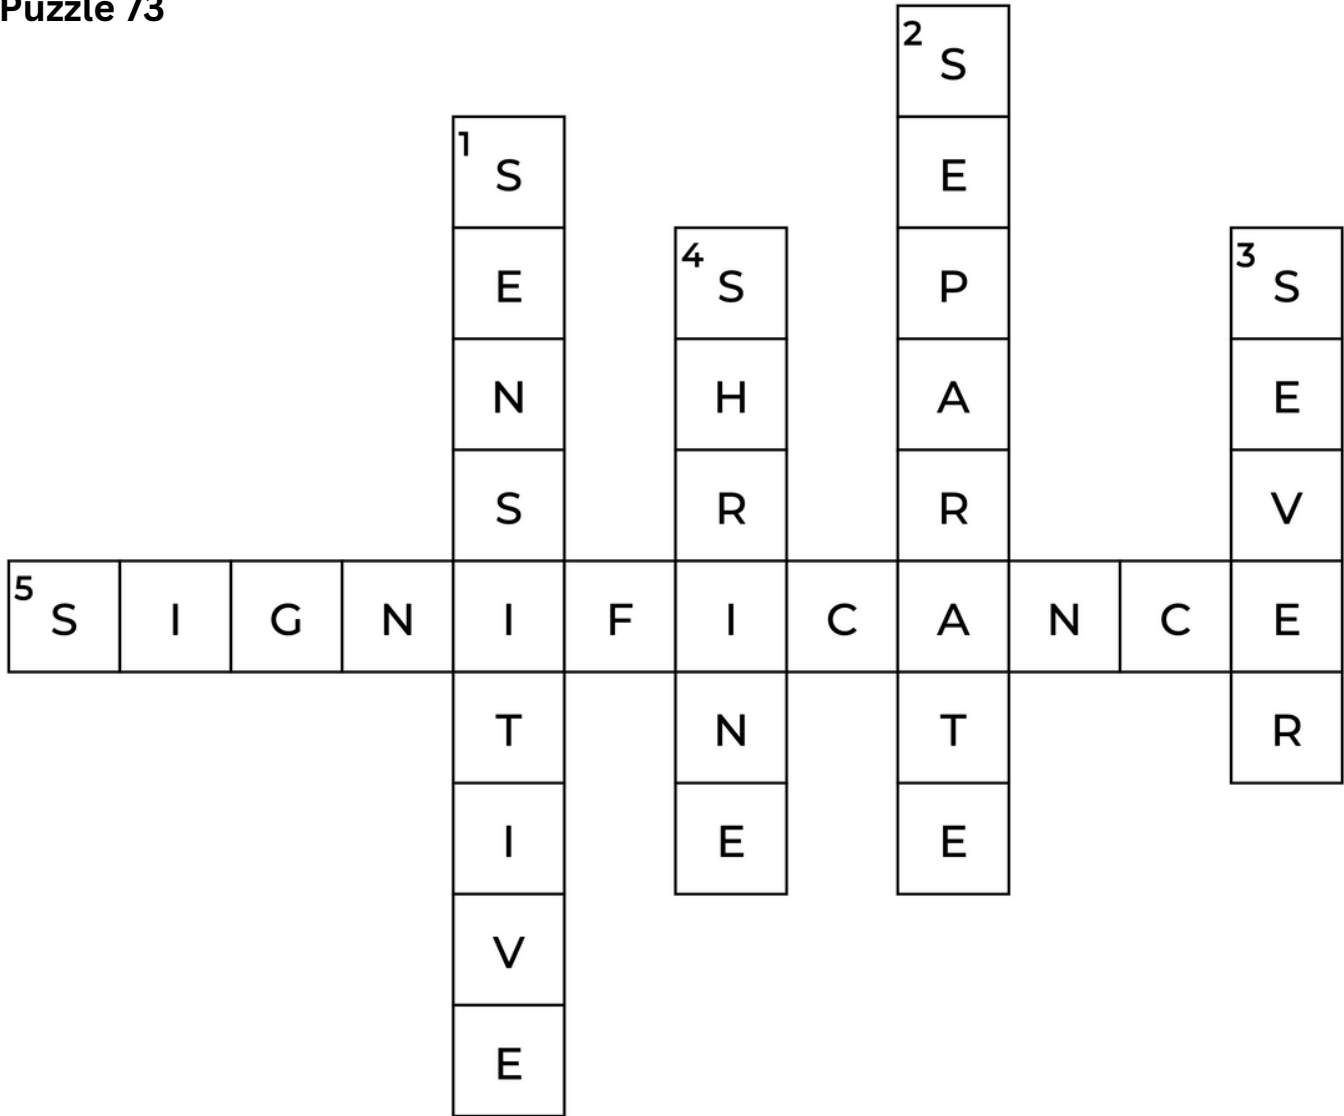 Puzzle 73
2 S
1 S E
E 4 S P 3 S
N H A E
S R R V
5 S I G N I F I C A N C E
T N T R
I E E
V
E